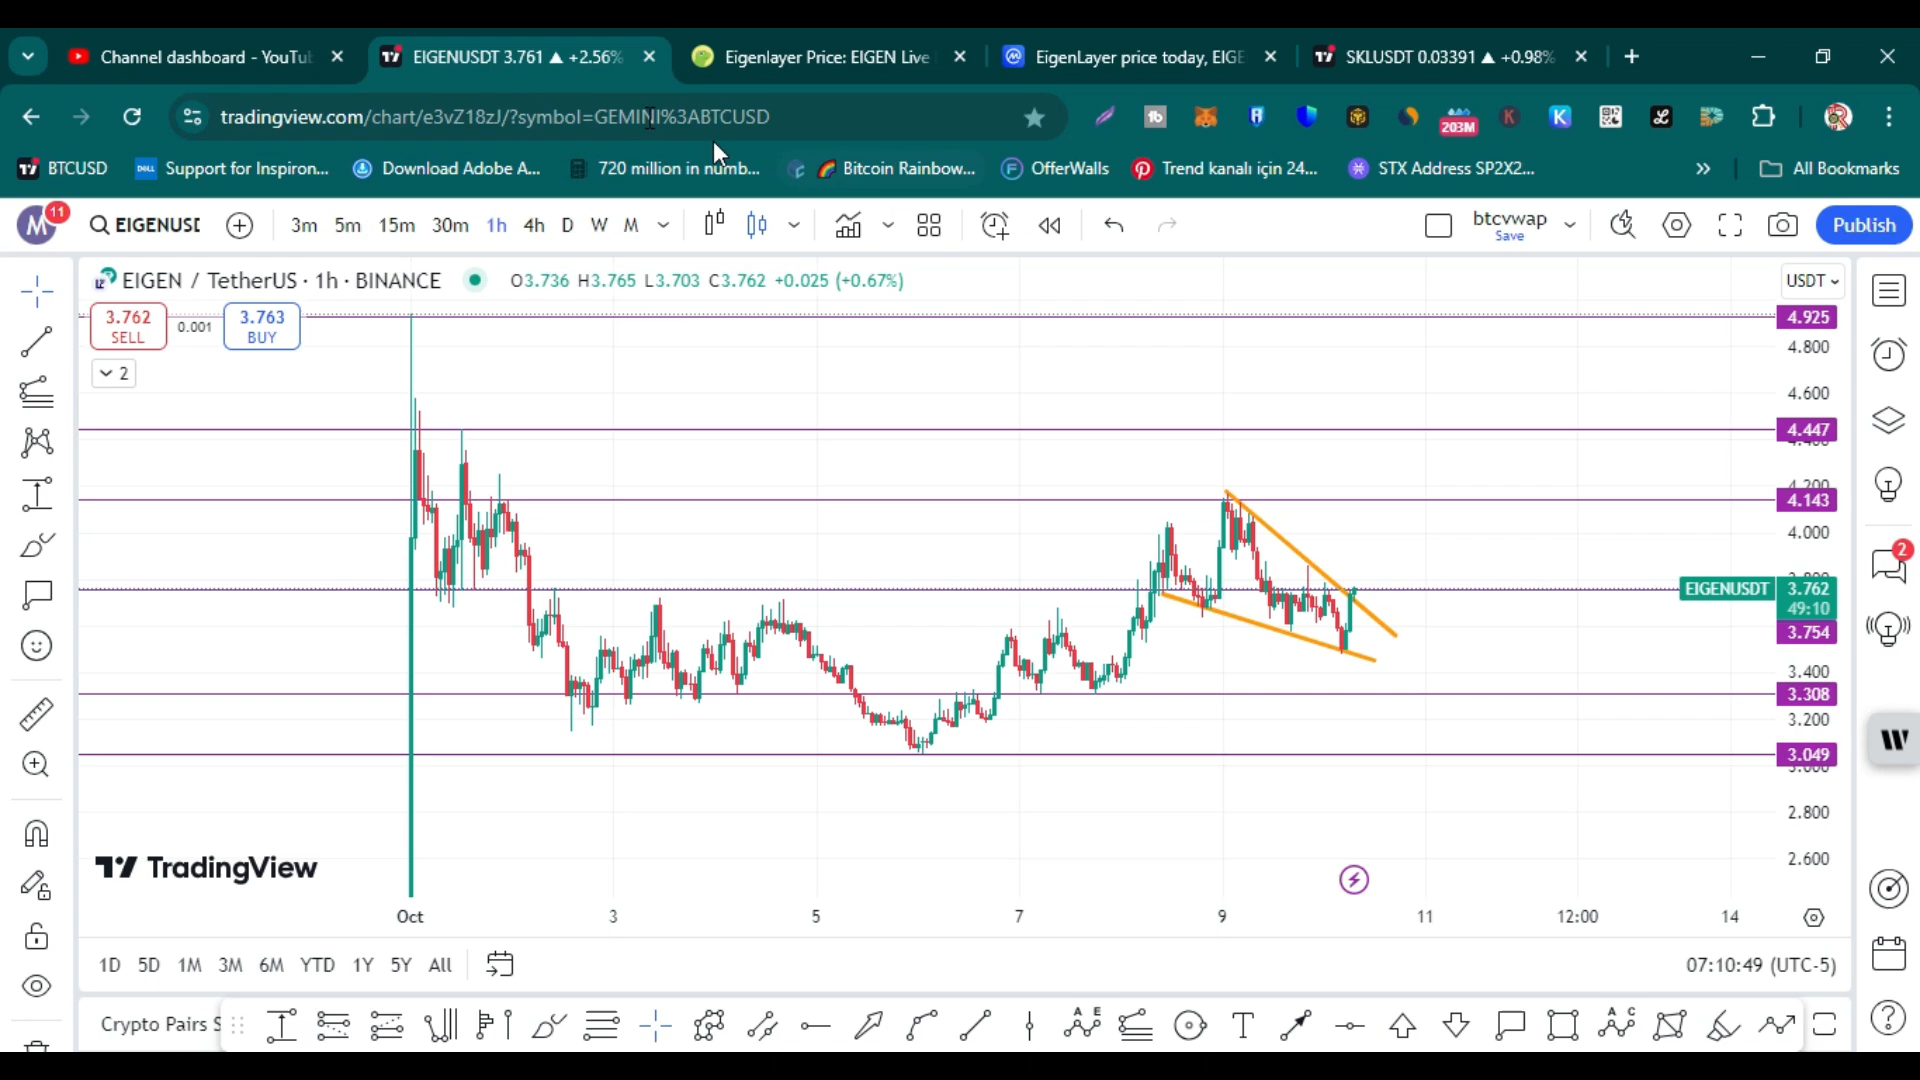 Channel dashboard - YouTu
EIGENUSDT 3.761 ▲ +2.56%
Eigenlayer Price: EIGEN Live
EigenLayer price today, EIGE
SKLUSDT 0.03391 ▲ +0.98%
tradingview.com/chart/e3vZ18zJ/?symbol=GEMINI%3ABTCUSD
203M
BTCUSD
Support for Inspiron...
Download Adobe A...
720 million in numb...
Bitcoin Rainbow...
OfferWalls
Trend kanalı için 24...
STX Address SP2X2...
All Bookmarks
M 11
EIGENUSD
3m 5m 15m 30m 1h 4h D W M
btcvwap
Save
Publish
EIGEN / TetherUS · 1h · BINANCE
O3.736 H3.765 L3.703 C3.762 +0.025 (+0.67%)
USDT
3.762
SELL
0.001
3.763
BUY
2
4.925
4.800
4.600
4.447
4.200
4.143
4.000
EIGENUSDT 3.762
49:10
3.754
3.400
3.308
3.200
3.049
3.000
2.800
2.600
2
W
TradingView
Oct 3 5 7 9 11 12:00 14
1D 5D 1M 3M 6M YTD 1Y 5Y All
07:10:49 (UTC-5)
Crypto Pairs S